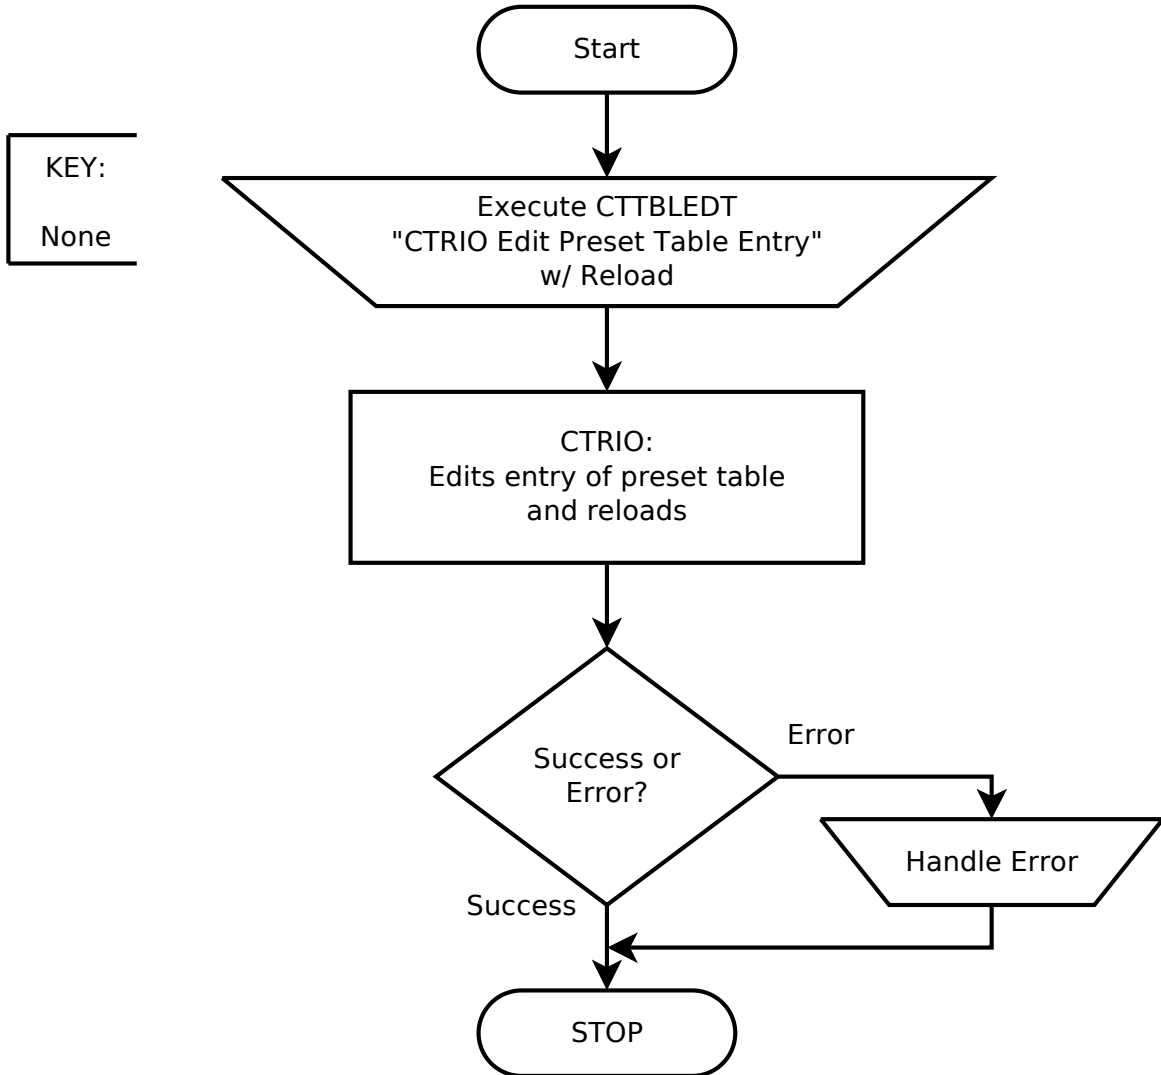 Start
KEY:
None
Execute CTTBLEDT
"CTRIO Edit Preset Table Entry"
w/ Reload
CTRIO:
Edits entry of preset table
and reloads
Success or
Error?
Error
Handle Error
Success
STOP